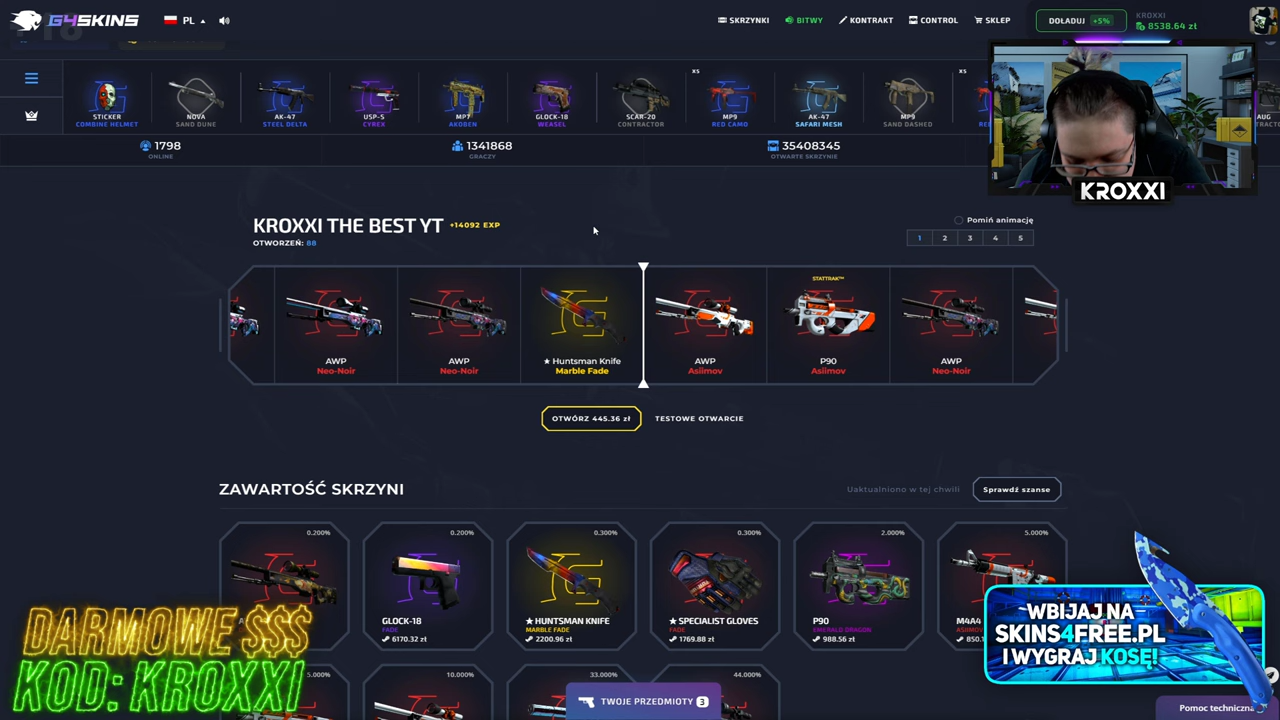 G4SKINS
PL
SKRZYNKI
BITWY
KONTRAKT
CONTROL
SKLEP
DOŁADUJ +5%
KROXXI
8538.64 zł
STICKER
COMBINE HELMET
NOVA
SAND DUNE
AK-47
STEEL DELTA
USP-S
CYREX
MP7
AKOBEN
GLOCK-18
WEASEL
SCAR-20
CONTRACTOR
X5
MP9
RED CAMO
AK-47
SAFARI MESH
MP9
SAND DASHED
X5
AUG
1798
ONLINE
1341868
GRACZY
35408345
OTWARTE SKRZYNIE
KROXXI
KROXXI THE BEST YT +14092 EXP
OTWORZEŃ: 88
Pomiń animację
1 2 3 4 5
AWP
Neo-Noir
AWP
Neo-Noir
★ Huntsman Knife
Marble Fade
AWP
Asiimov
STATTRAK™
P90
Asiimov
AWP
Neo-Noir
OTWÓRZ 445.36 zł
TESTOWE OTWARCIE
ZAWARTOŚĆ SKRZYNI
Uaktualniono w tej chwili
Sprawdź szanse
0.200%
0.200%
GLOCK-18
FADE
6170.32 zł
0.300%
★ HUNTSMAN KNIFE
MARBLE FADE
2200.96 zł
0.300%
★ SPECIALIST GLOVES
FADE
1769.88 zł
2.000%
P90
EMERALD DRAGON
988.56 zł
5.000%
M4A4
5.000%
10.000%
33.000%
44.000%
DARMOWE $$$
KOD: KROXXI
WBIJAJ NA
SKINS4FREE.PL
I WYGRAJ KOSĘ!
TWOJE PRZEDMIOTY 3
Pomoc techniczna